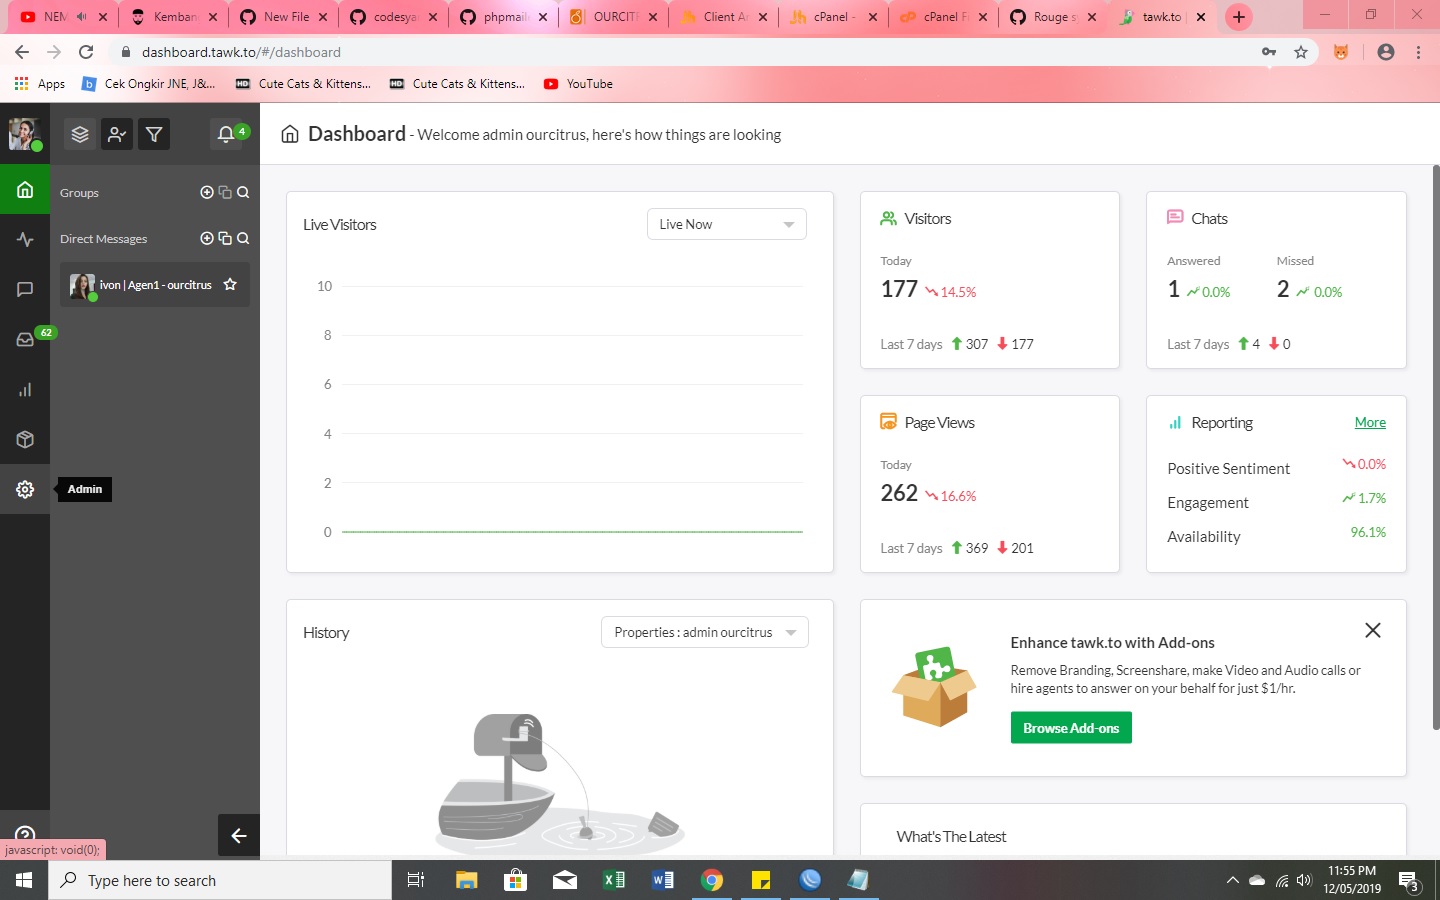 NEM
Kemban
New File
codesya
phpmail
OURCITR
Client Ar
cPanel -
cPanel Fi
Rouge s
tawk.to
dashboard.tawk.to/#/dashboard
Apps
Cek Ongkir JNE, J&...
Cute Cats & Kittens...
Cute Cats & Kittens...
YouTube
4
Dashboard - Welcome admin ourcitrus, here's how things are looking
Groups
Direct Messages
ivon | Agen1 - ourcitrus
62
Admin
Live Visitors
Live Now
10
8
6
4
2
0
Visitors
Today
177 14.5%
Last 7 days 307 177
Chats
Answered Missed
1 0.0% 2 0.0%
Last 7 days 4 0
Page Views
Today
262 16.6%
Last 7 days 369 201
Reporting More
Positive Sentiment 0.0%
Engagement 1.7%
Availability 96.1%
History
Properties : admin ourcitrus
Enhance tawk.to with Add-ons
Remove Branding, Screenshare, make Video and Audio calls or
hire agents to answer on your behalf for just $1/hr.
Browse Add-ons
What's The Latest
javascript: void(0);
Type here to search
11:55 PM
12/05/2019
3